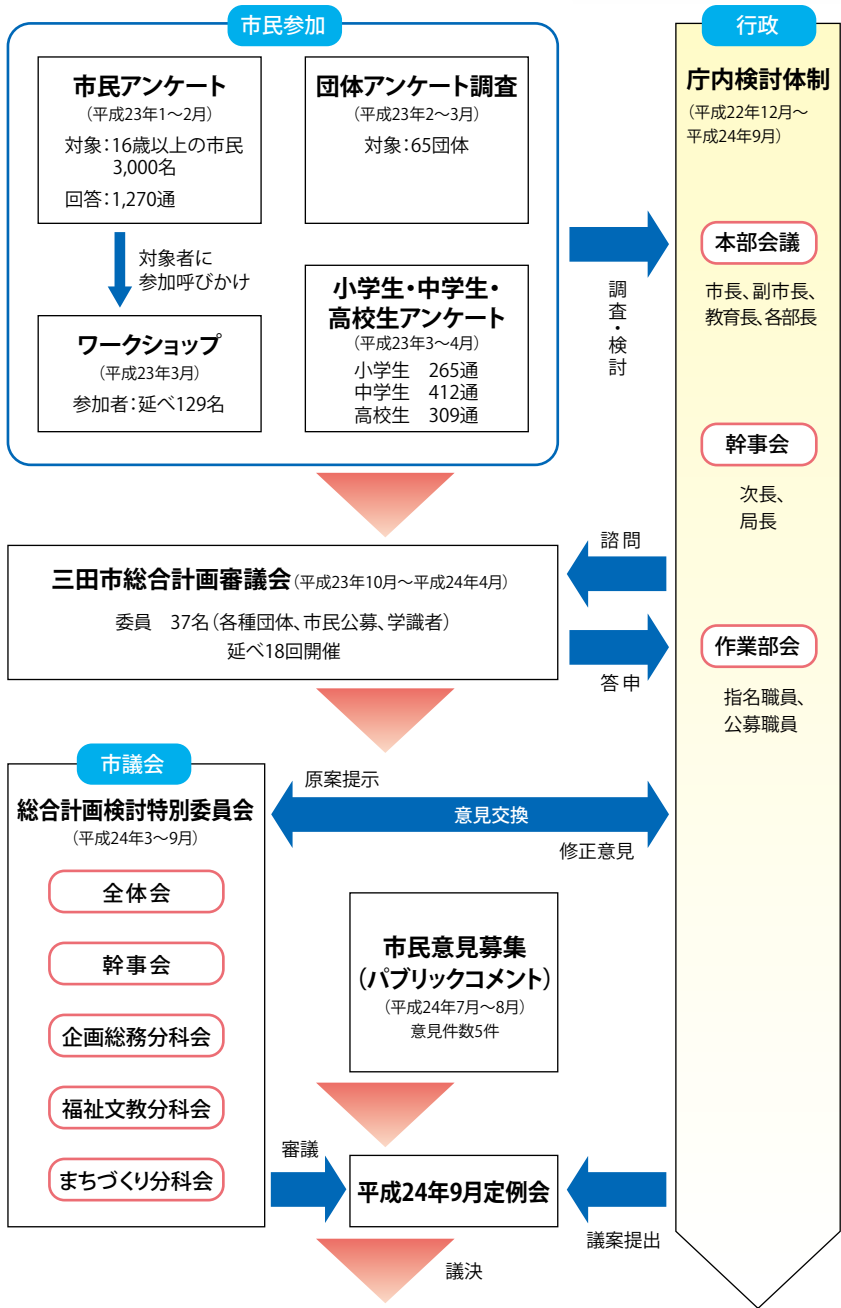 市民参加
市民アンケート
（平成23年1～2月）
対象：16歳以上の市民
3,000名
回答：1,270通
団体アンケート調査
（平成23年2～3月）
対象：65団体
対象者に
参加呼びかけ
ワークショップ
（平成23年3月）
参加者：延べ129名
小学生・中学生・
高校生アンケート
（平成23年3～4月）
小学生　265通
中学生　412通
高校生　309通
調査・検討
行政
庁内検討体制
（平成22年12月～
平成24年9月）
本部会議
市長、副市長、
教育長、各部長
幹事会
次長、
局長
作業部会
指名職員、
公募職員
諮問
三田市総合計画審議会（平成23年10月～平成24年4月）
委員　37名（各種団体、市民公募、学識者）
延べ18回開催
答申
市議会
総合計画検討特別委員会
（平成24年3～9月）
全体会
幹事会
企画総務分科会
福祉文教分科会
まちづくり分科会
原案提示
意見交換
修正意見
市民意見募集
（パブリックコメント）
（平成24年7月～8月）
意見件数5件
審議
平成24年9月定例会
議案提出
議決